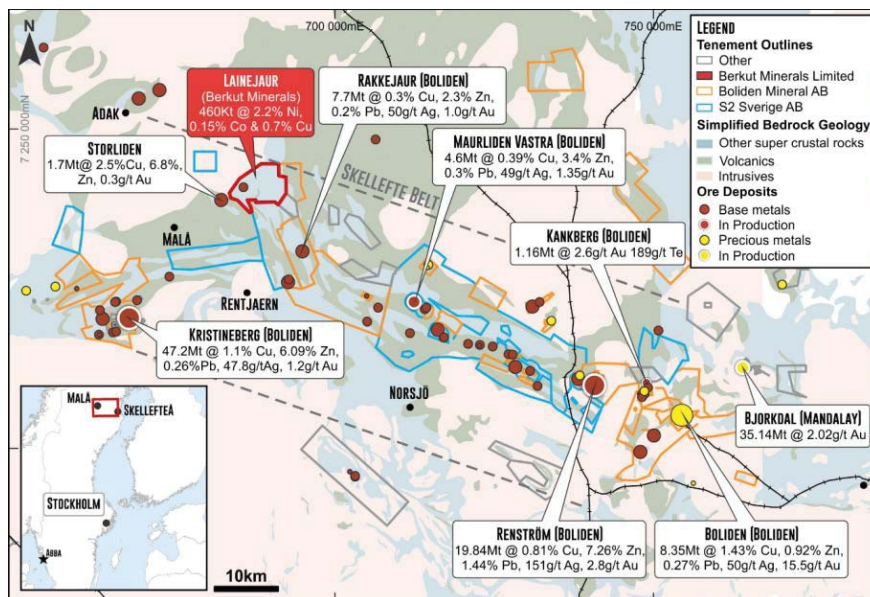 700 000mE
750 000mE
N
7 250 000mN
ADAK
LAINEJAUR
(Berkut Minerals)
460Kt @ 2.2% Ni,
0.15% Co & 0.7% Cu
RAKKEJAUR (BOLIDEN)
7.7Mt @ 0.3% Cu, 2.3% Zn,
0.2% Pb, 50g/t Ag, 1.0g/t Au
STORLIDEN
1.7Mt@ 2.5%Cu, 6.8%,
Zn, 0.3g/t Au
MAURLIDEN VASTRA (BOLIDEN)
4.6Mt @ 0.39% Cu, 3.4% Zn,
0.3% Pb, 49g/t Ag, 1.35g/t Au
SKELLEFTE BELT
MALÅ
KANKBERG (BOLIDEN)
1.16Mt @ 2.6g/t Au 189g/t Te
RENTJAERN
KRISTINEBERG (BOLIDEN)
47.2Mt @ 1.1% Cu, 6.09% Zn,
0.26%Pb, 47.8g/tAg, 1.2g/t Au
NORSJÖ
BJORKDAL (MANDALAY)
35.14Mt @ 2.02g/t Au
RENSTRÖM (BOLIDEN)
19.84Mt @ 0.81% Cu, 7.26% Zn,
1.44% Pb, 151g/t Ag, 2.8g/t Au
BOLIDEN (BOLIDEN)
8.35Mt @ 1.43% Cu, 0.92% Zn,
0.27% Pb, 50g/t Ag, 15.5g/t Au
LEGEND
Tenement Outlines
Other
Berkut Minerals Limited
Boliden Mineral AB
S2 Sverige AB
Simplified Bedrock Geology
Other super crustal rocks
Volcanics
Intrusives
Ore Deposits
Base metals
In Production
Precious metals
In Production
MALÅ
SKELLEFTEÅ
STOCKHOLM
ABBA
10km